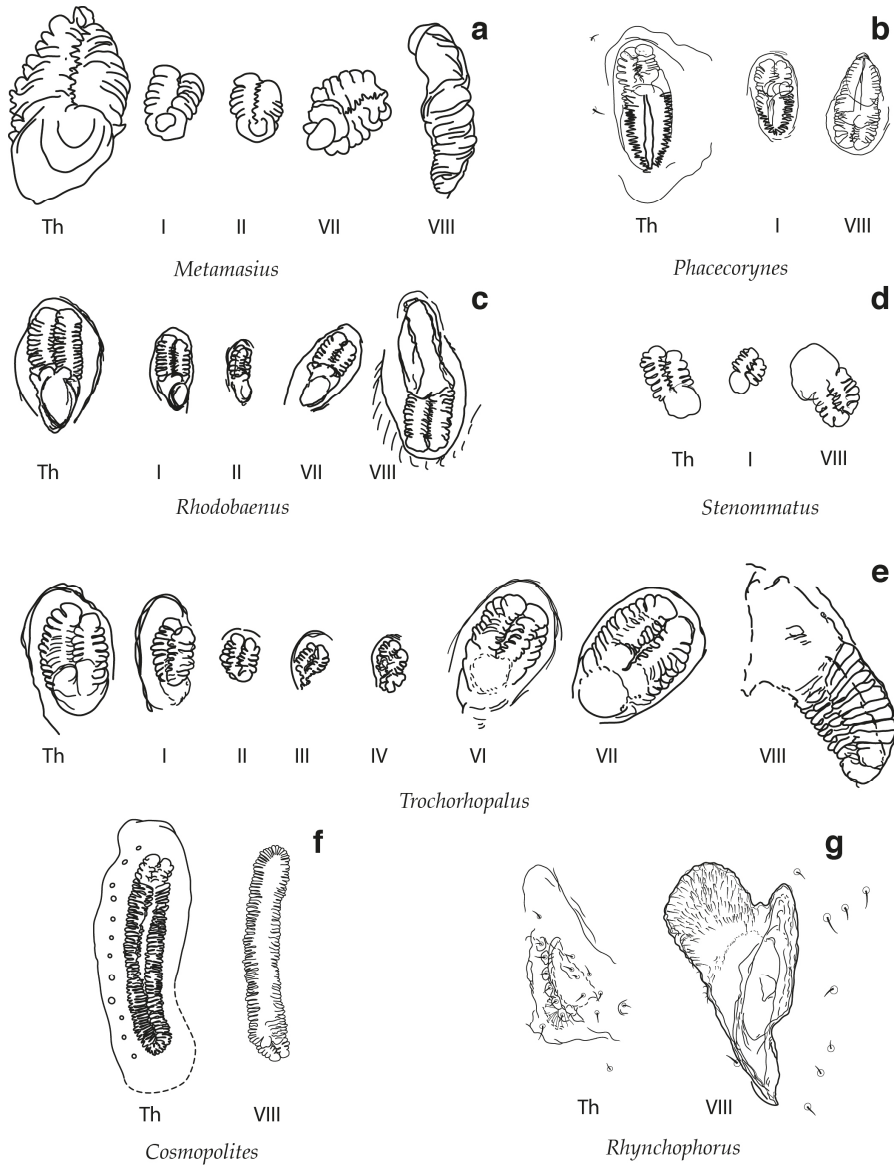 a
Th I II VII VIII
Metamasius
b
Th I VIII
Phacecorynes
c
Th I II VII VIII
Rhodobaenus
d
Th I VIII
Stenommatus
e
Th I II III IV VI VII VIII
Trochorhopalus
f
Th VIII
Cosmopolites
g
Th VIII
Rhynchophorus